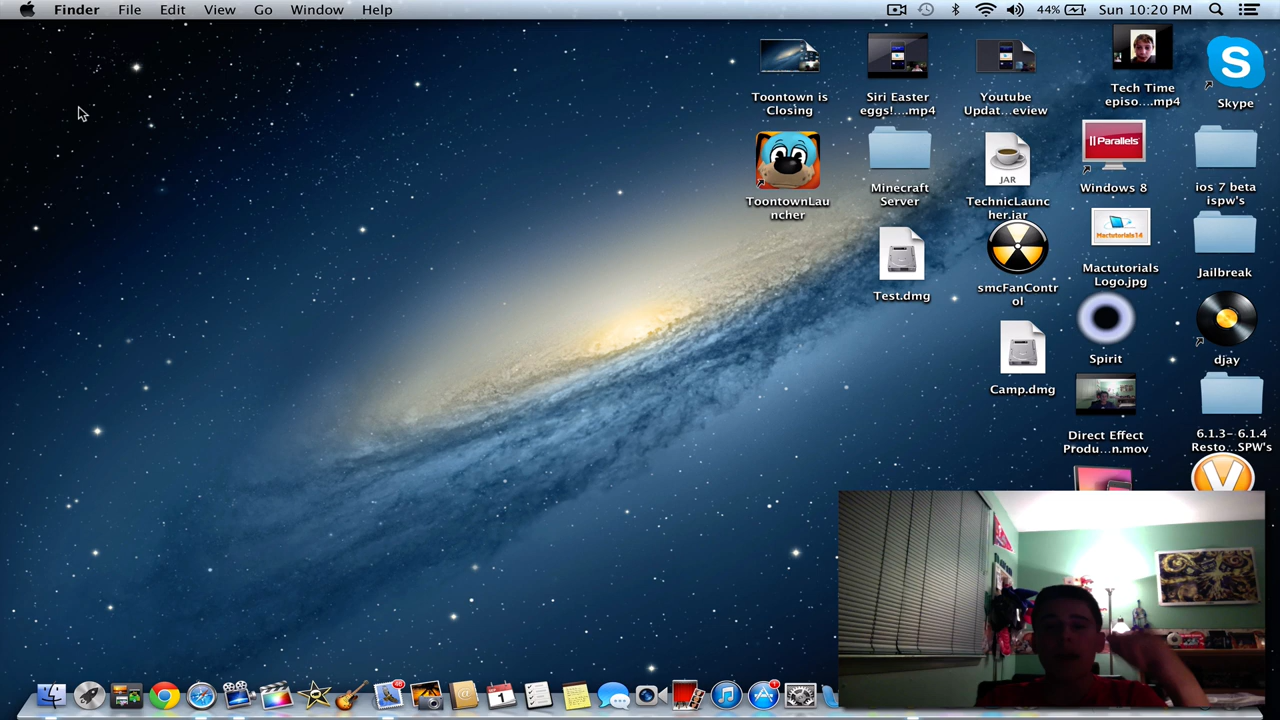 Finder File Edit View Go Window Help
44% Sun 10:20 PM
Toontown is
Closing
Siri Easter
eggs!....mp4
Youtube
Updat...eview
Tech Time
episo....mp4
Skype
ToontownLau
ncher
Minecraft
Server
JAR
TechnicLaunc
her.jar
||Parallels
Windows 8
ios 7 beta
ispw's
Test.dmg
smcFanContr
ol
Mactutorials14
Mactutorials
Logo.jpg
Jailbreak
Camp.dmg
Spirit
djay
Direct Effect
Produ...n.mov
6.1.3- 6.1.4
Resto...SPW's
V
1
1